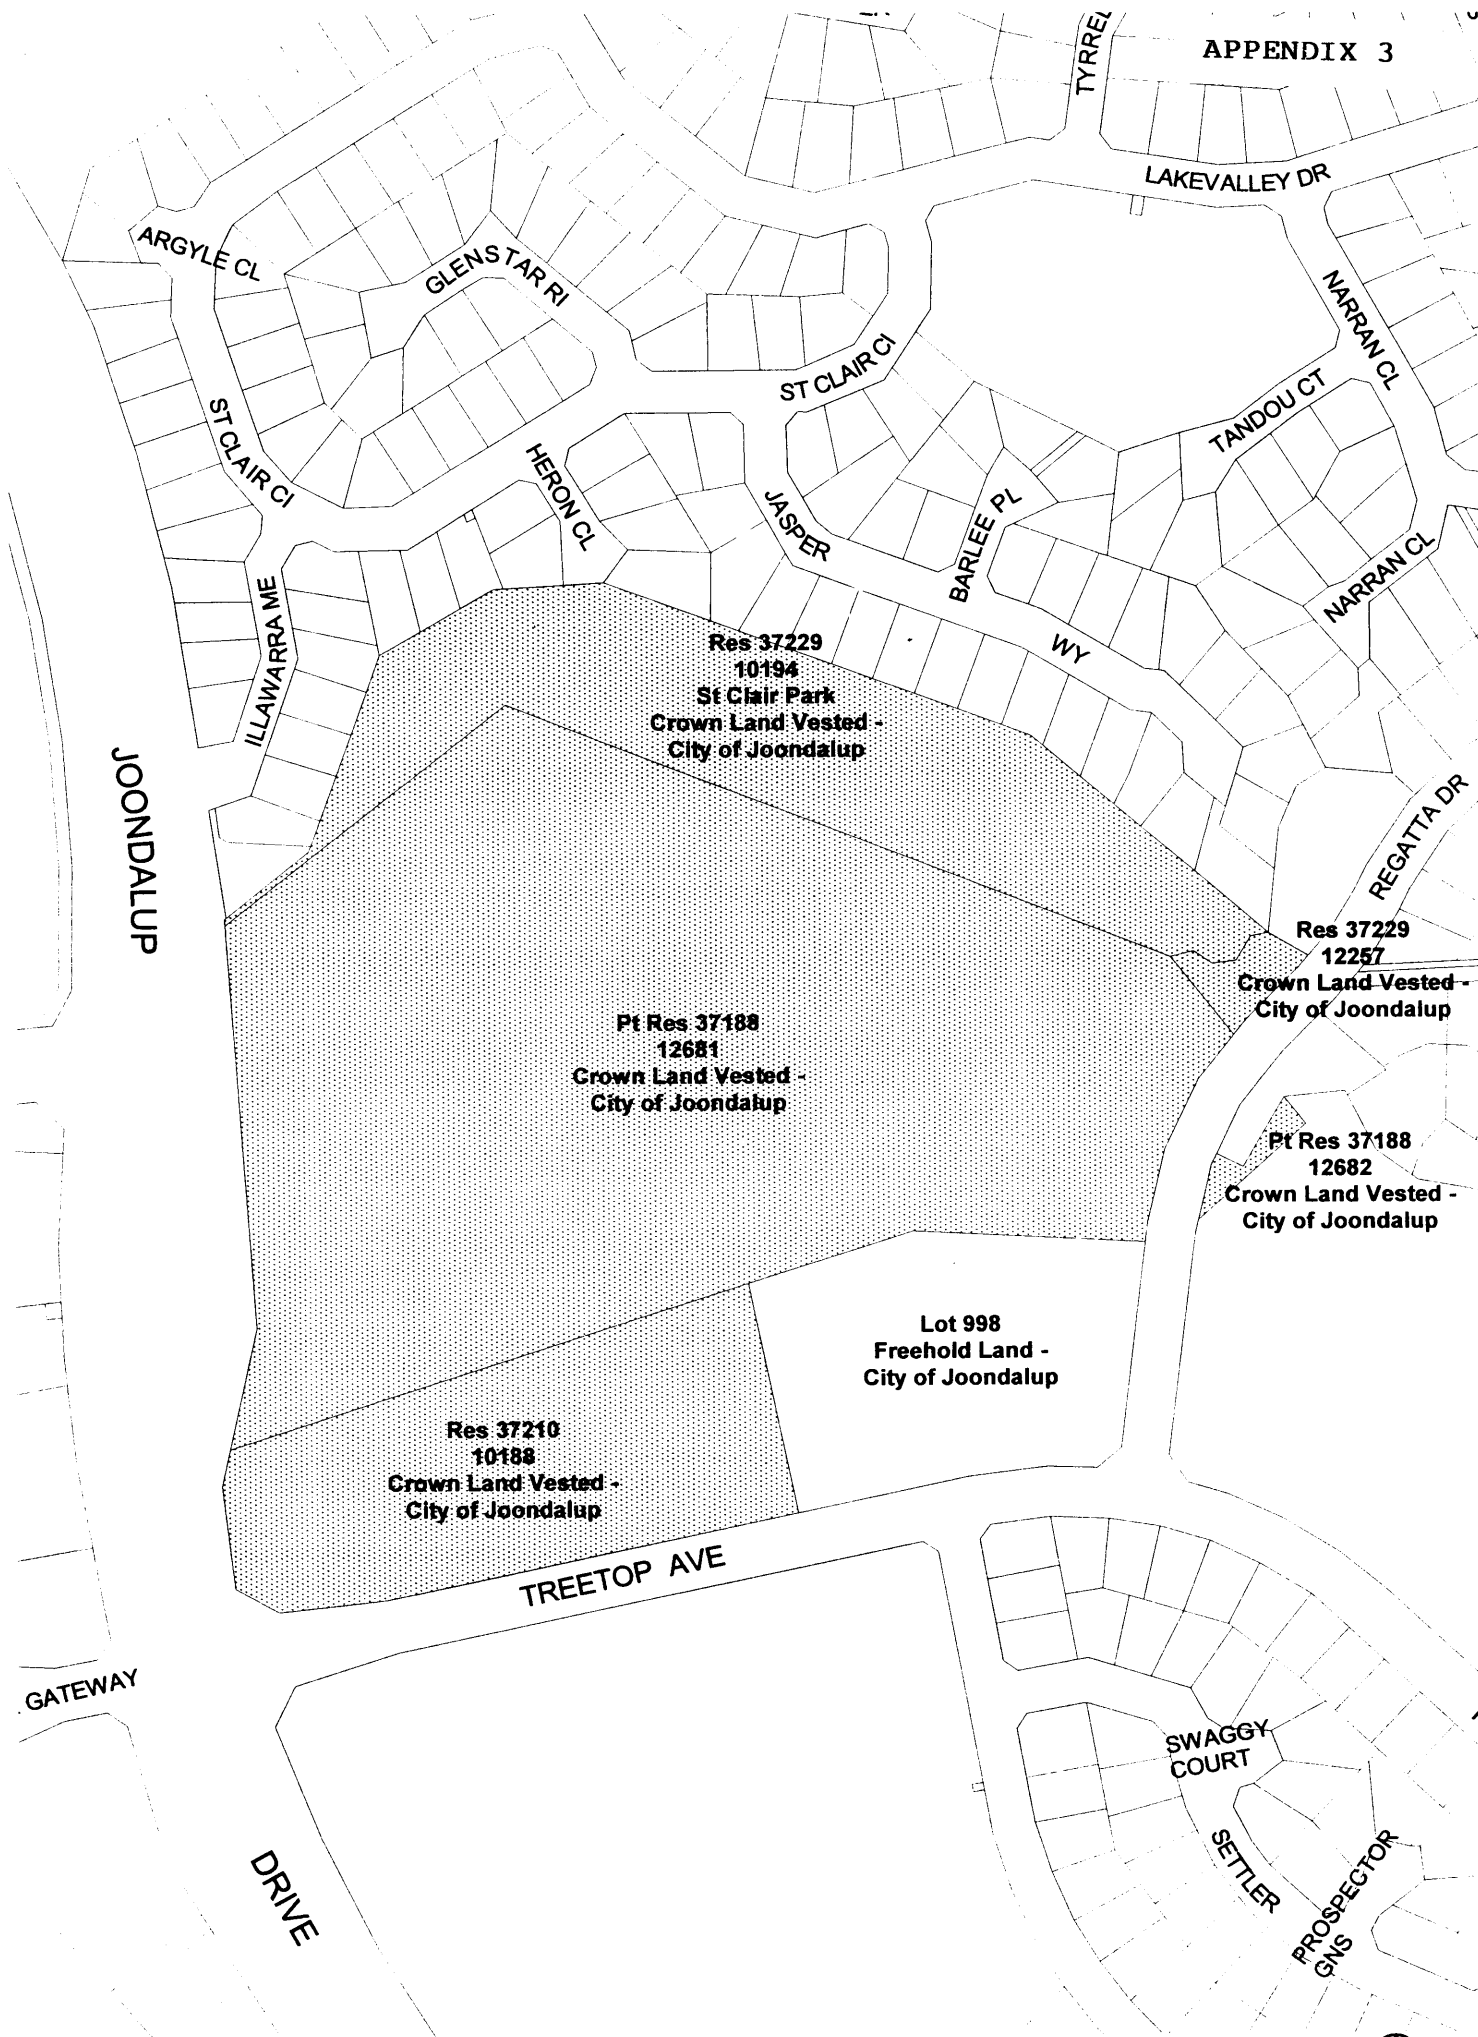 APPENDIX 3
TYRREL
LAKEVALLEY DR
ARGYLE CL
GLENSTAR RI
NARRAN CL
ST CLAIR CI
TANDOU CT
ST CLAIR CI
HERON CL
JASPER
BARLEE PL
NARRAN CL
ILLAWARRA ME
WY
Res 37229
10194
St Clair Park
Crown Land Vested -
City of Joondalup
JOONDALUP
REGATTA DR
Res 37229
12257
Crown Land Vested -
City of Joondalup
Pt Res 37188
12681
Crown Land Vested -
City of Joondalup
Pt Res 37188
12682
Crown Land Vested -
City of Joondalup
Lot 998
Freehold Land -
City of Joondalup
Res 37210
10188
Crown Land Vested -
City of Joondalup
TREETOP AVE
GATEWAY
SWAGGY
COURT
SETTLER
PROSPECTOR
GNS
DRIVE